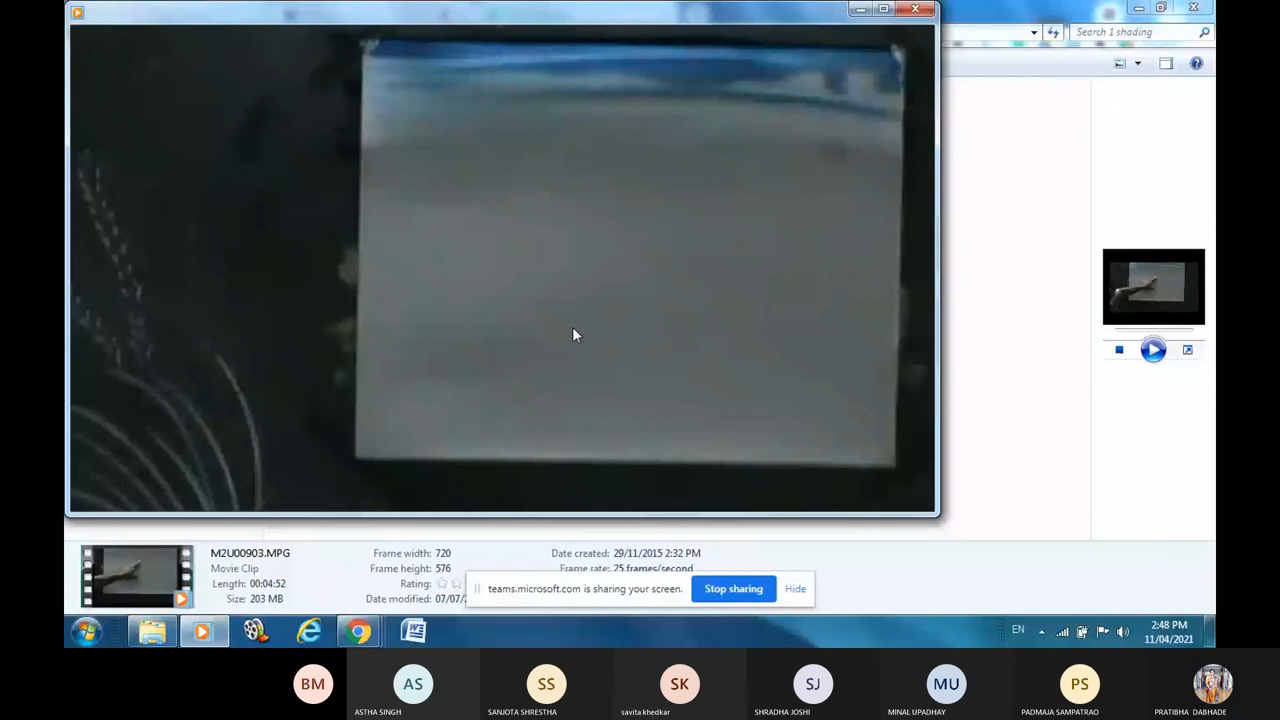 Search 1 shading
M2U00903.MPG
Movie Clip
Length: 00:04:52
Size: 203 MB
Frame width: 720
Frame height: 576
Rating:
Date modified: 07/07/2
Date created: 29/11/2015 2:32 PM
Frame rate: 25 frames/second
teams.microsoft.com is sharing your screen.
Stop sharing
Hide
EN
2:48 PM
11/04/2021
BM
AS
SS
SK
SJ
MU
PS
ASTHA SINGH
SANJOTA SHRESTHA
savita khedkar
SHRADHA JOSHI
MINAL UPADHAY
PADMAJA SAMPATRAO
PRATIBHA DABHADE